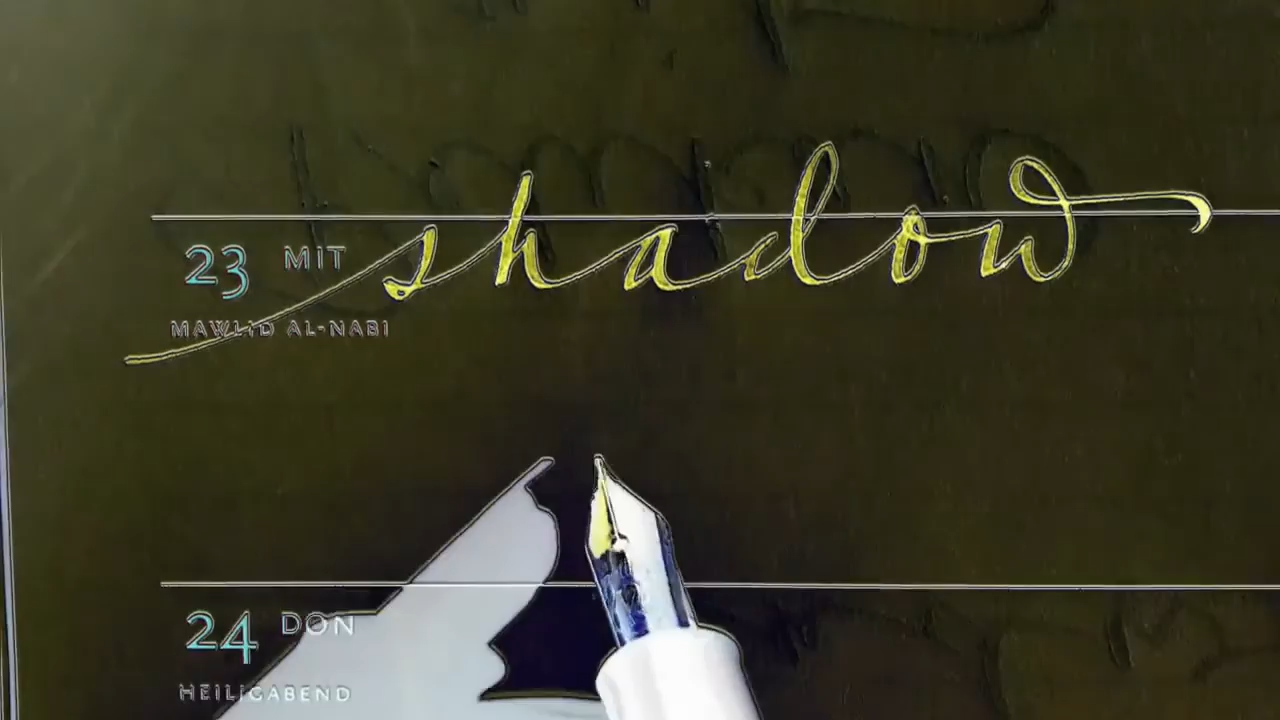 shadow
23 MIT
MAWLID AL-NABI
24 DON
HEILIGABEND